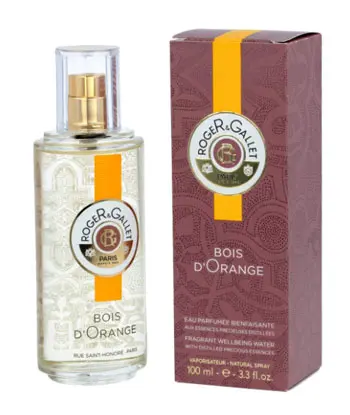 ROGER & GALLET
RG
PARIS
BOIS
D'ORANGE
RUE SAINT-HONORÉ, PARIS
ROGER & GALLET
PARIS
BOIS
D'ORANGE
EAU PARFUMÉE BIENFAISANTE
AUX ESSENCES PRÉCIEUSES DISTILLÉES
FRAGRANT WELLBEING WATER
WITH DISTILLED PRECIOUS ESSENCES
VAPORISATEUR - NATURAL SPRAY
100 ml - e - 3.3 fl. oz.